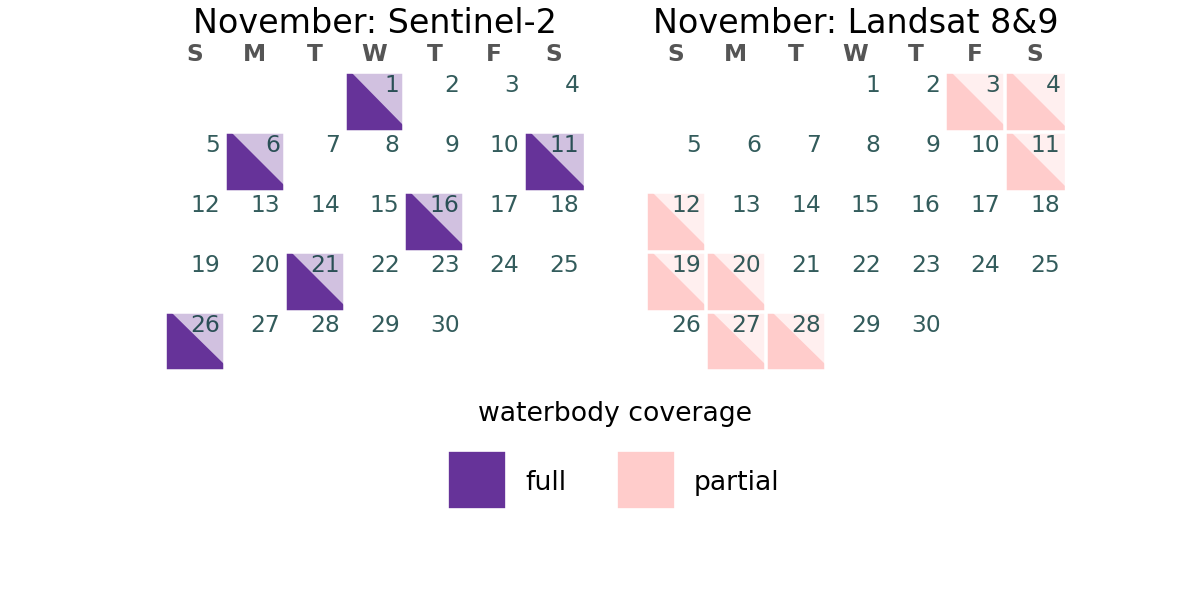 November: Sentinel-2
S M T W T F S
1 2 3 4
5 6 7 8 9 10 11
12 13 14 15 16 17 18
19 20 21 22 23 24 25
26 27 28 29 30
November: Landsat 8&9
S M T W T F S
1 2 3 4
5 6 7 8 9 10 11
12 13 14 15 16 17 18
19 20 21 22 23 24 25
26 27 28 29 30
waterbody coverage
full
partial